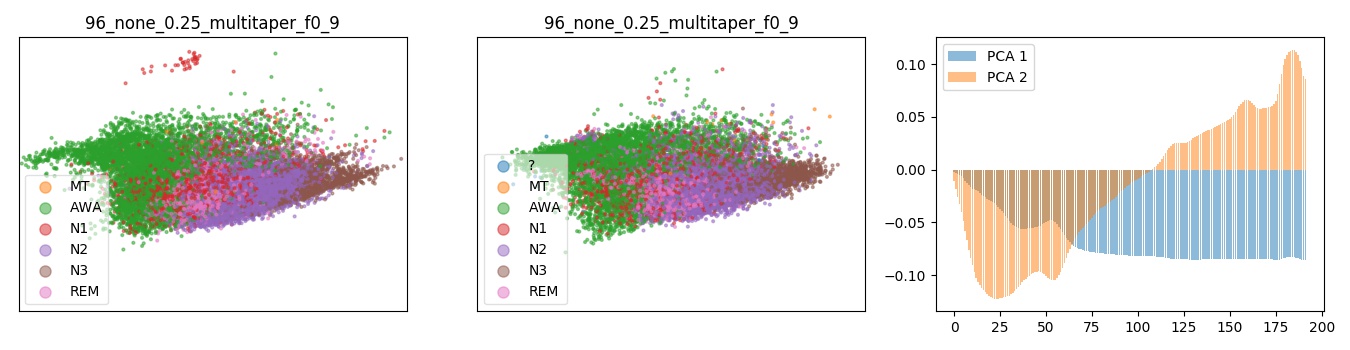 96_none_0.25_multitaper_f0_9
MT
AWA
N1
N2
N3
REM
96_none_0.25_multitaper_f0_9
?
MT
AWA
N1
N2
N3
REM
PCA 1
PCA 2
0.10
0.05
0.00
−0.05
−0.10
0 25 50 75 100 125 150 175 200